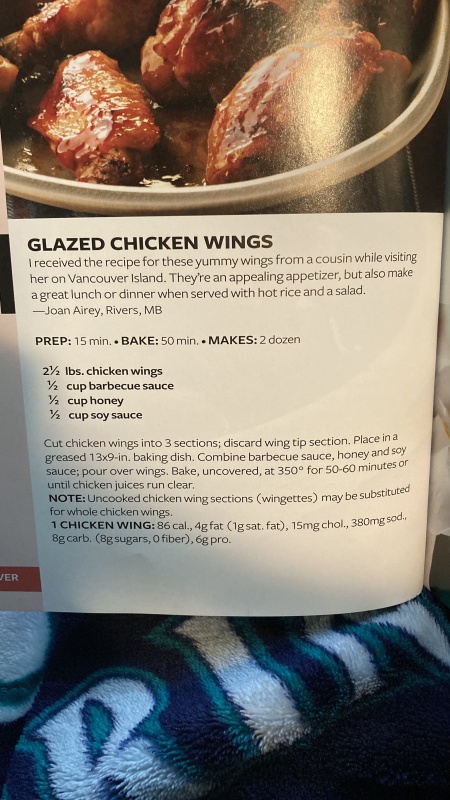 GLAZED CHICKEN WINGS
I received the recipe for these yummy wings from a cousin while visiting
her on Vancouver Island. They're an appealing appetizer, but also make
a great lunch or dinner when served with hot rice and a salad.
—Joan Airey, Rivers, MB
PREP: 15 min. • BAKE: 50 min. • MAKES: 2 dozen
2½ lbs. chicken wings
½ cup barbecue sauce
½ cup honey
½ cup soy sauce
Cut chicken wings into 3 sections; discard wing tip section. Place in a
greased 13x9-in. baking dish. Combine barbecue sauce, honey and soy
sauce; pour over wings. Bake, uncovered, at 350° for 50-60 minutes or
until chicken juices run clear.
NOTE: Uncooked chicken wing sections (wingettes) may be substituted
for whole chicken wings.
1 CHICKEN WING: 86 cal., 4g fat (1g sat. fat), 15mg chol., 380mg sod.,
8g carb. (8g sugars, 0 fiber), 6g pro.
VER